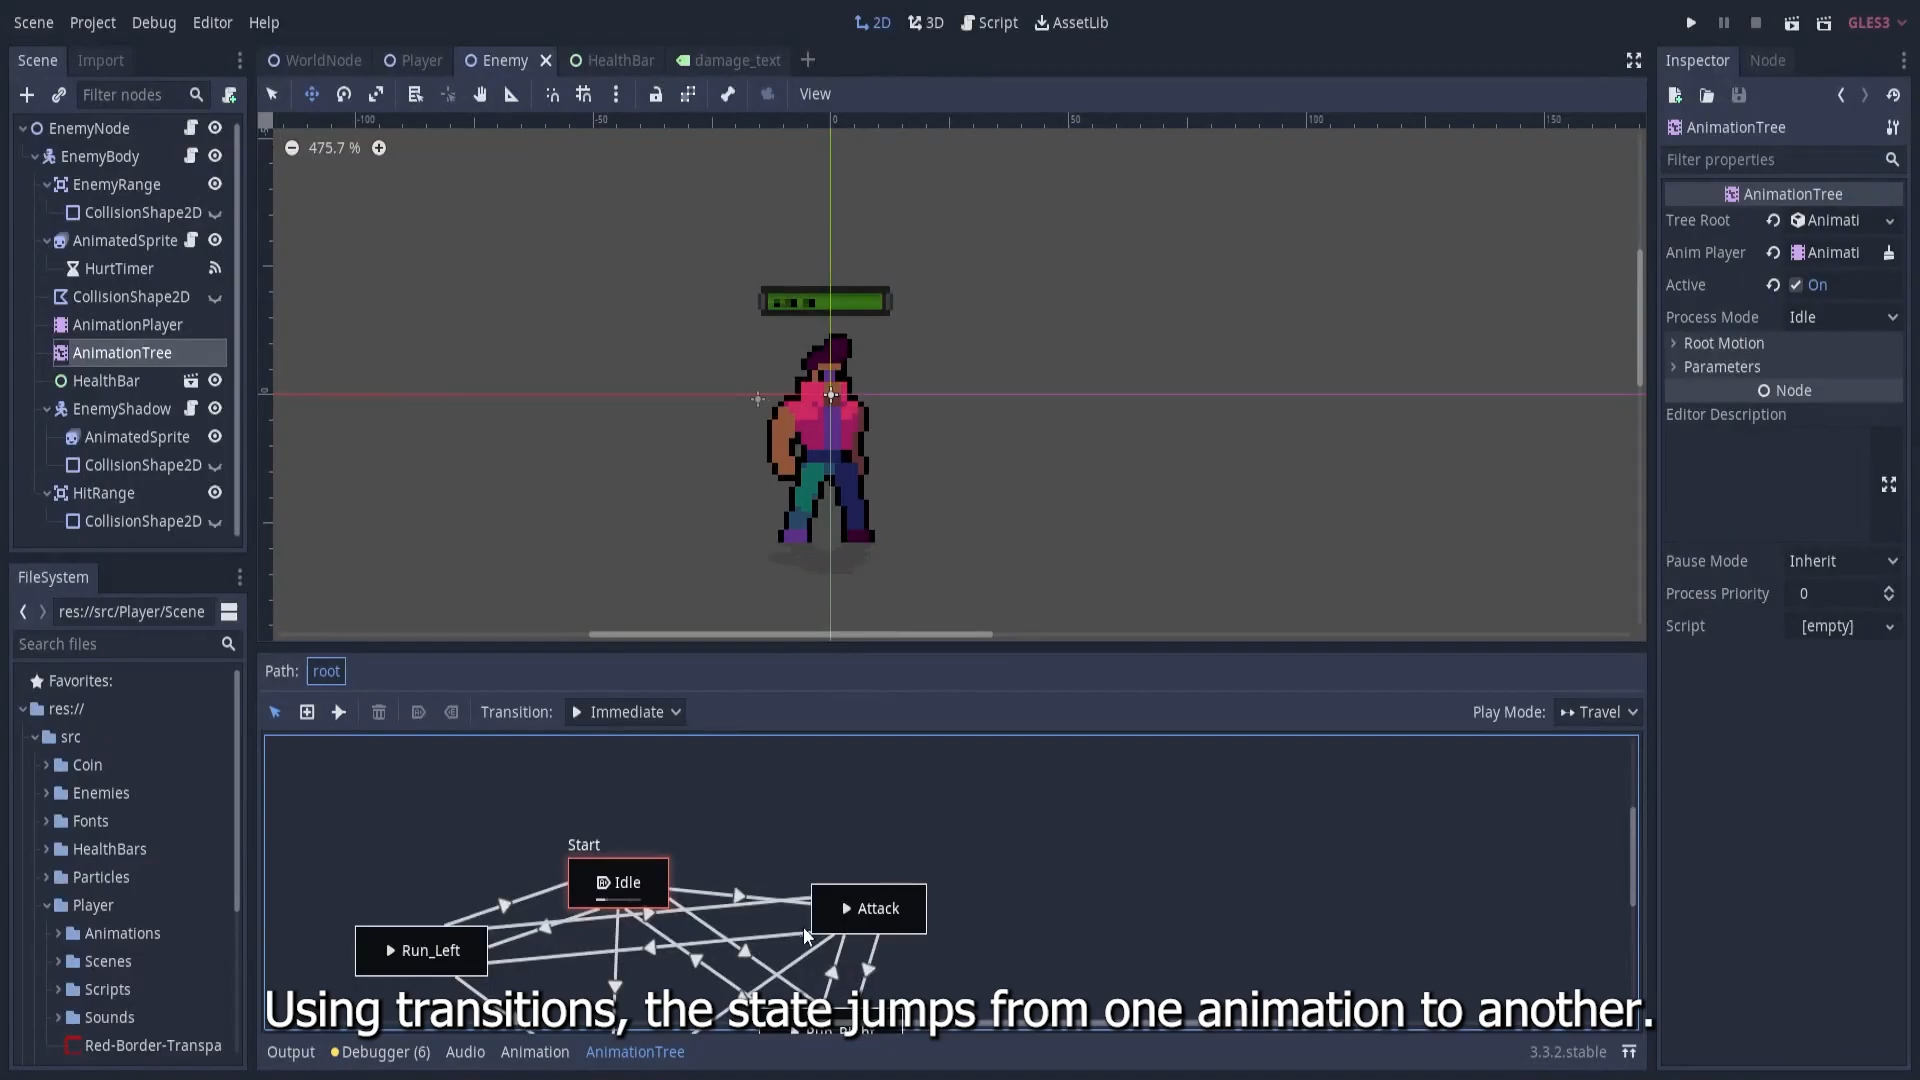 Scene Project Debug Editor Help
2D 3D Script AssetLib
GLES3
Scene Import
WorldNode Player Enemy HealthBar damage_text
Inspector Node
Filter nodes
View
EnemyNode
EnemyBody
EnemyRange
CollisionShape2D
AnimatedSprite
HurtTimer
CollisionShape2D
AnimationPlayer
AnimationTree
HealthBar
EnemyShadow
AnimatedSprite
CollisionShape2D
HitRange
CollisionShape2D
-100 -50 0 50 100 150
475.7 %
AnimationTree
Filter properties
AnimationTree
Tree Root Animati
Anim Player Animati
Active On
Process Mode Idle
Root Motion
Parameters
Node
Editor Description
Pause Mode Inherit
Process Priority 0
Script [empty]
FileSystem
res://src/Player/Scene
Search files
Favorites:
res://
src
Coin
Enemies
Fonts
HealthBars
Particles
Player
Animations
Scenes
Scripts
Sounds
Red-Border-Transpa
Path: root
Transition: Immediate
Play Mode: Travel
Start
Idle
Attack
Run_Left
Using transitions, the state jumps from one animation to another.
Output Debugger (6) Audio Animation AnimationTree
3.3.2.stable